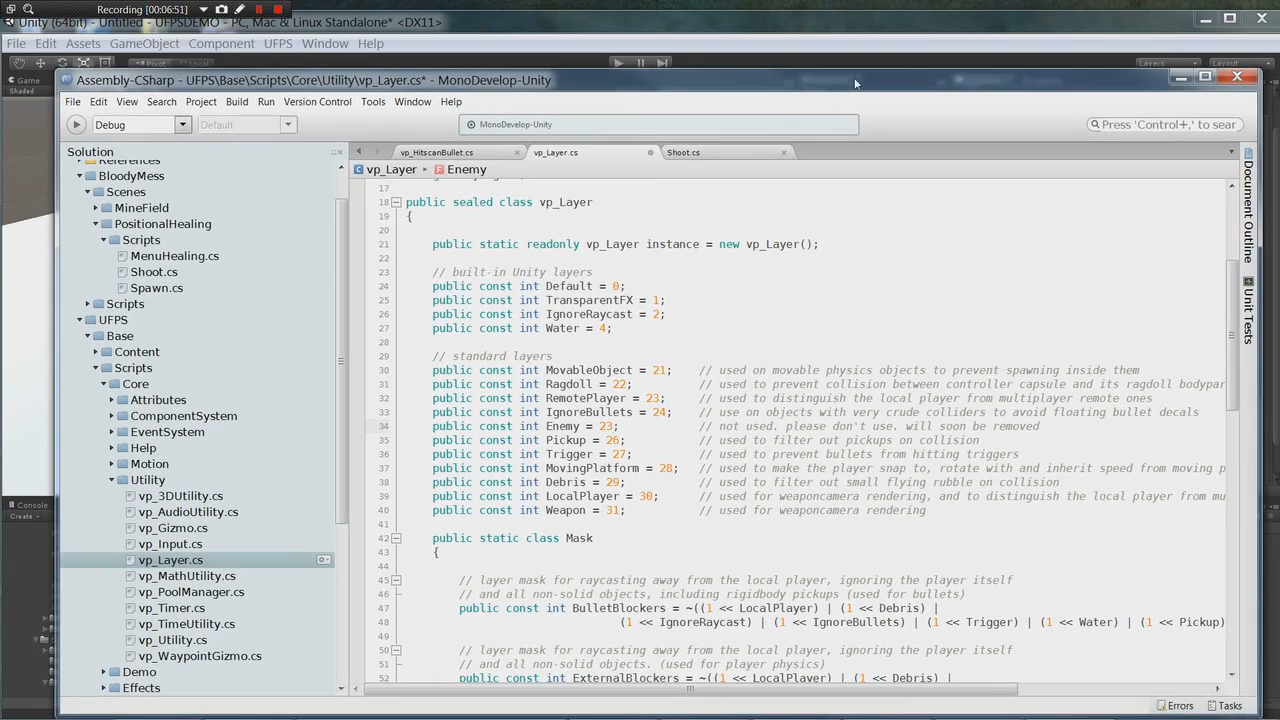 Recording (00:06:51)
Unity (64bit) - Untitled - UFPSDEMO - PC, Mac & Linux Standalone* <DX11>
File Edit Assets GameObject Component UFPS Window Help
Pivot Local Layers Layout
Game
Shaded
Assembly-CSharp - UFPS\Base\Scripts\Core\Utility\vp_Layer.cs* - MonoDevelop-Unity
File Edit View Search Project Build Run Version Control Tools Window Help
Debug Default MonoDevelop-Unity Press 'Control+,' to sear
Solution
References
BloodyMess
Scenes
MineField
PositionalHealing
Scripts
MenuHealing.cs
Shoot.cs
Spawn.cs
Scripts
UFPS
Base
Content
Scripts
Core
Attributes
ComponentSystem
EventSystem
Help
Motion
Utility
vp_3DUtility.cs
vp_AudioUtility.cs
vp_Gizmo.cs
vp_Input.cs
vp_Layer.cs
vp_MathUtility.cs
vp_PoolManager.cs
vp_Timer.cs
vp_TimeUtility.cs
vp_Utility.cs
vp_WaypointGizmo.cs
Demo
Effects
Console
Create
vp_HitscanBullet.cs vp_Layer.cs Shoot.cs
vp_Layer Enemy
17
18 public sealed class vp_Layer
19 {
20
21 public static readonly vp_Layer instance = new vp_Layer();
22
23 // built-in Unity layers
24 public const int Default = 0;
25 public const int TransparentFX = 1;
26 public const int IgnoreRaycast = 2;
27 public const int Water = 4;
28
29 // standard layers
30 public const int MovableObject = 21; // used on movable physics objects to prevent spawning inside them
31 public const int Ragdoll = 22; // used to prevent collision between controller capsule and its ragdoll bodypar
32 public const int RemotePlayer = 23; // used to distinguish the local player from multiplayer remote ones
33 public const int IgnoreBullets = 24; // use on objects with very crude colliders to avoid floating bullet decals
34 public const int Enemy = 23; // not used. please don't use. will soon be removed
35 public const int Pickup = 26; // used to filter out pickups on collision
36 public const int Trigger = 27; // used to prevent bullets from hitting triggers
37 public const int MovingPlatform = 28; // used to make the player snap to, rotate with and inherit speed from moving p
38 public const int Debris = 29; // used to filter out small flying rubble on collision
39 public const int LocalPlayer = 30; // used for weaponcamera rendering, and to distinguish the local player from mu
40 public const int Weapon = 31; // used for weaponcamera rendering
41
42 public static class Mask
43 {
44
45 // layer mask for raycasting away from the local player, ignoring the player itself
46 // and all non-solid objects, including rigidbody pickups (used for bullets)
47 public const int BulletBlockers = ~((1 << LocalPlayer) | (1 << Debris) |
48 (1 << IgnoreRaycast) | (1 << IgnoreBullets) | (1 << Trigger) | (1 << Water) | (1 << Pickup)
49
50 // layer mask for raycasting away from the local player, ignoring the player itself
51 // and all non-solid objects. (used for player physics)
52 public const int ExternalBlockers = ~((1 << LocalPlayer) | (1 << Debris) |
Document Outline
Unit Tests
Errors Tasks